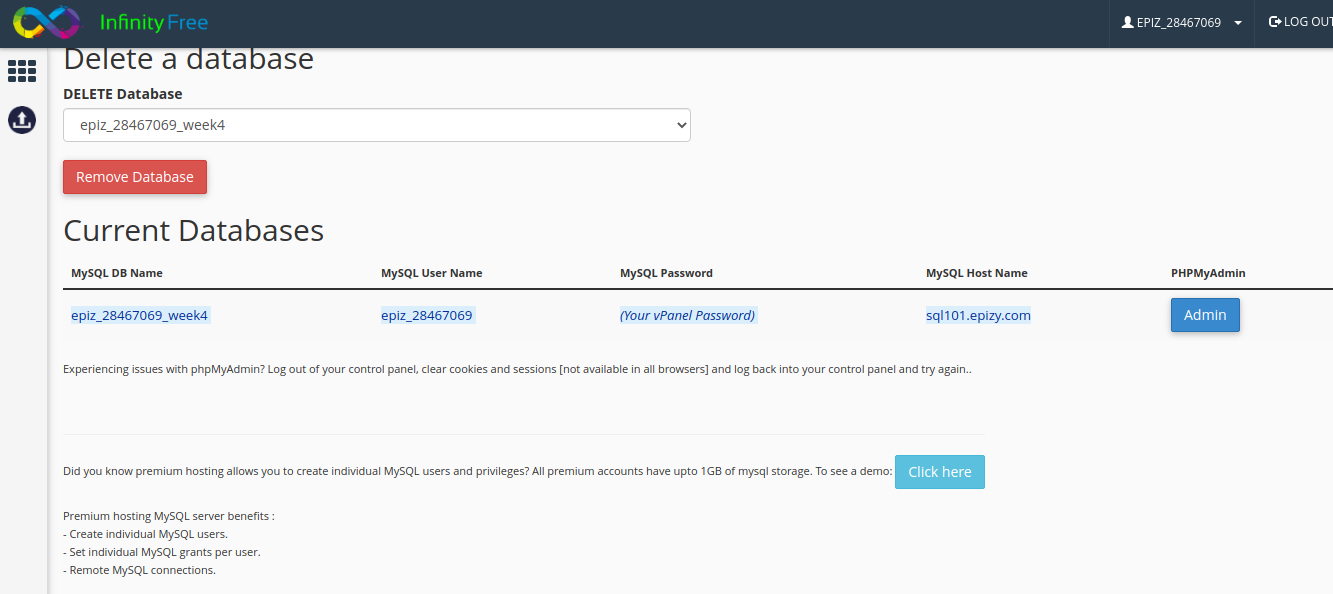 Infinity Free
EPIZ_28467069
LOG OUT
Delete a database
DELETE Database
epiz_28467069_week4
Remove Database
Current Databases
MySQL DB Name MySQL User Name MySQL Password MySQL Host Name PHPMyAdmin
epiz_28467069_week4 epiz_28467069 (Your vPanel Password) sql101.epizy.com Admin
Experiencing issues with phpMyAdmin? Log out of your control panel, clear cookies and sessions [not available in all browsers] and log back into your control panel and try again..
Did you know premium hosting allows you to create individual MySQL users and privileges? All premium accounts have upto 1GB of mysql storage. To see a demo: Click here
Premium hosting MySQL server benefits :
- Create individual MySQL users.
- Set individual MySQL grants per user.
- Remote MySQL connections.